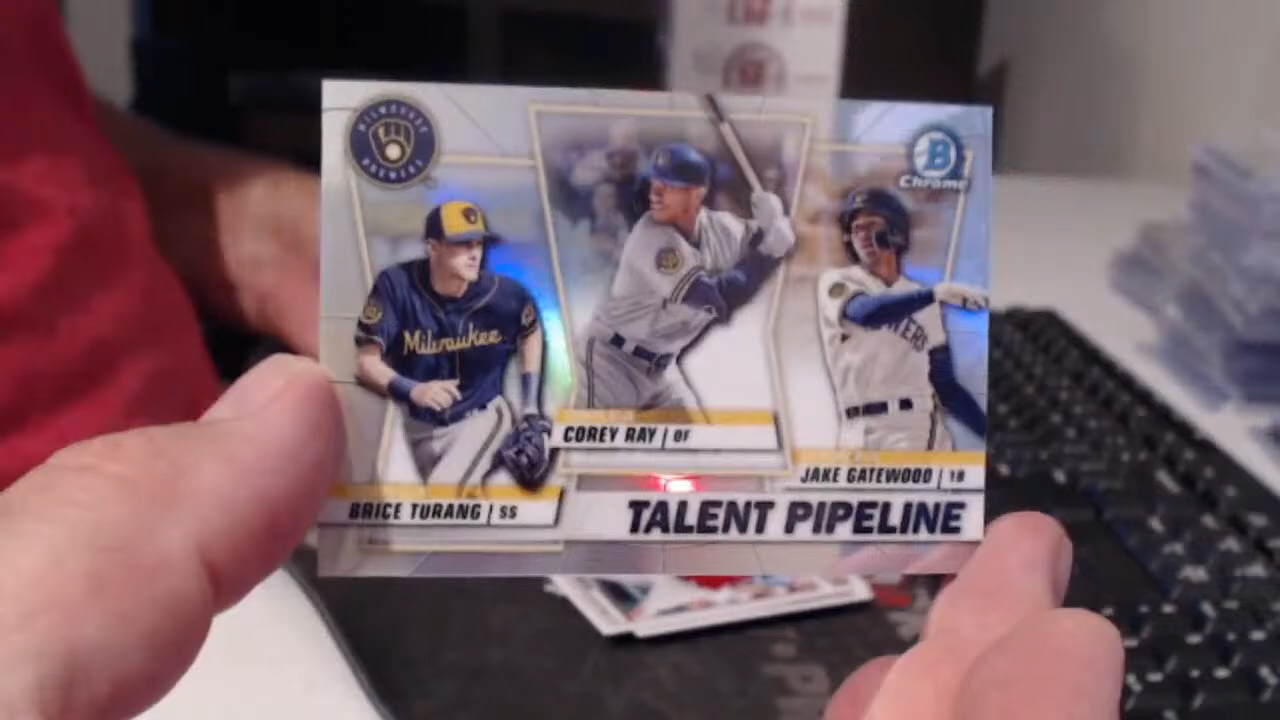 MILWAUKEE
BREWERS
B
Chrome
Milwaukee
COREY RAY | OF
JAKE GATEWOOD | 1B
BRICE TURANG | SS
TALENT PIPELINE